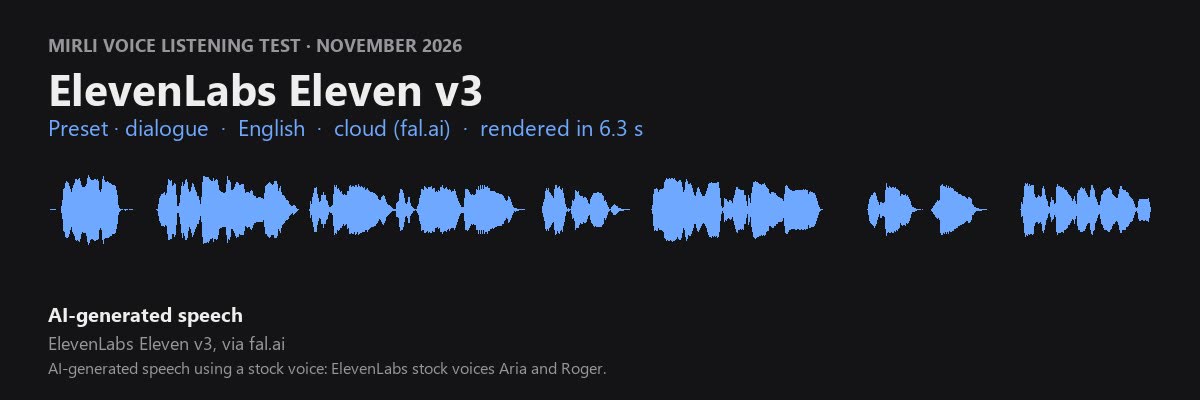 MIRLI VOICE LISTENING TEST · NOVEMBER 2026
ElevenLabs Eleven v3
Preset · dialogue · English · cloud (fal.ai) · rendered in 6.3 s
AI-generated speech
ElevenLabs Eleven v3, via fal.ai
AI-generated speech using a stock voice: ElevenLabs stock voices Aria and Roger.